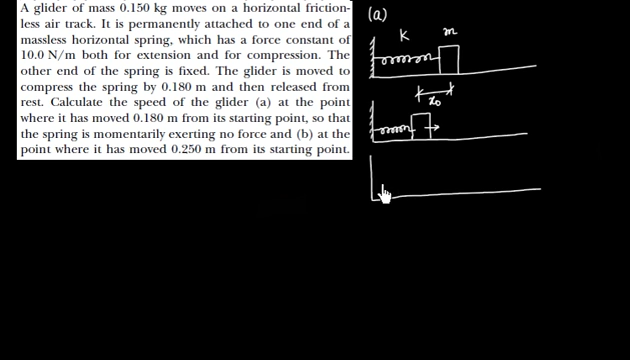 A glider of mass 0.150 kg moves on a horizontal friction-
less air track. It is permanently attached to one end of a
massless horizontal spring, which has a force constant of
10.0 N/m both for extension and for compression. The
other end of the spring is fixed. The glider is moved to
compress the spring by 0.180 m and then released from
rest. Calculate the speed of the glider (a) at the point
where it has moved 0.180 m from its starting point, so that
the spring is momentarily exerting no force and (b) at the
point where it has moved 0.250 m from its starting point.
(a)
k m
x₀